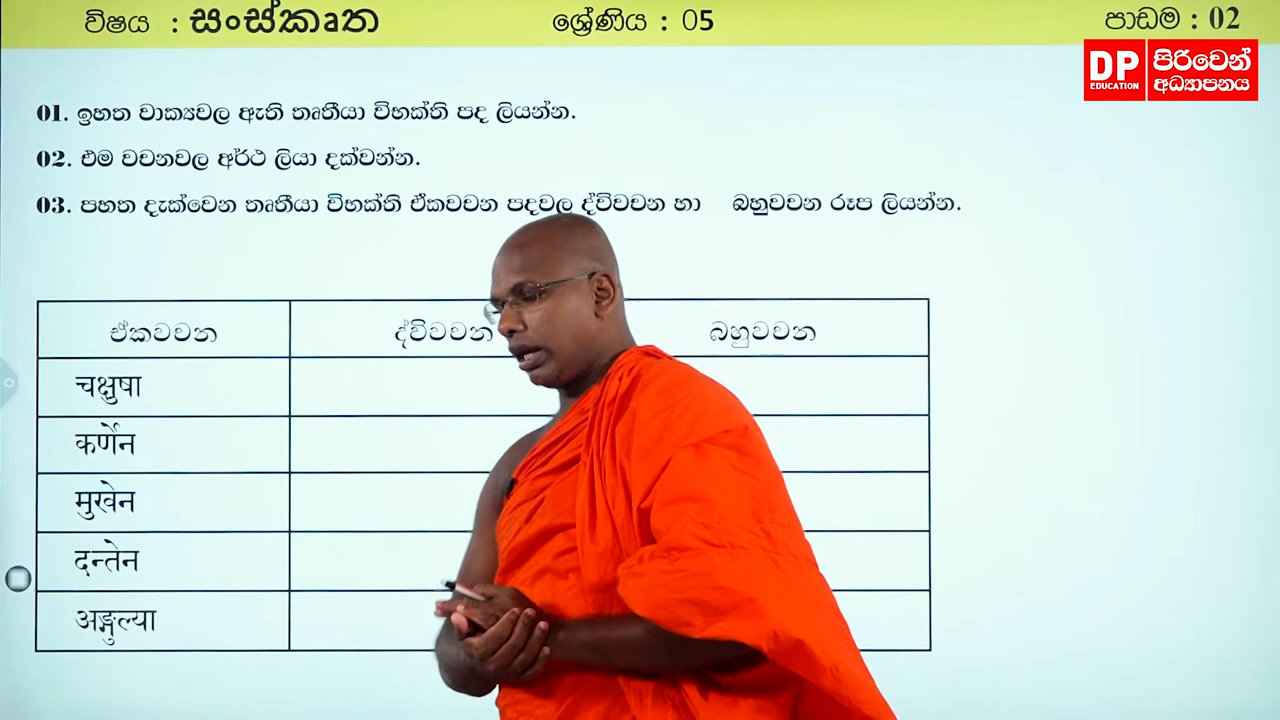 විෂය : සංස්කෘත ශ්‍රේණිය : 05 පාඩම : 02
DP EDUCATION පිරිවෙන් අධ්‍යාපනය
01. ඉහත වාක්‍යවල ඇති තෘතීයා විභක්ති පද ලියන්න.
02. එම වචනවල අර්ථ ලියා දක්වන්න.
03. පහත දැක්වෙන තෘතීයා විභක්ති ඒකවචන පදවල ද්විවචන හා බහුවචන රූප ලියන්න.
ඒකවචන ද්විවචන බහුවචන
चक्षुषा
कर्णेन
मुखेन
दन्तेन
अङ्गुल्या